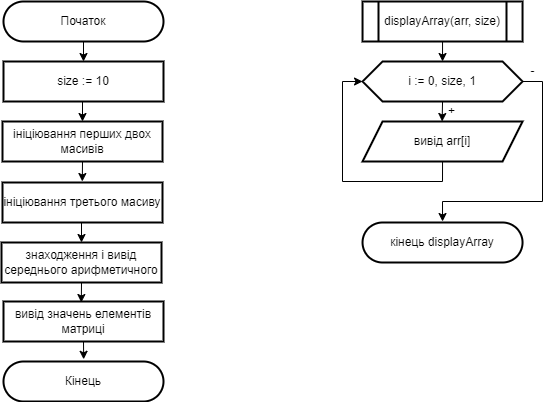 Початок
size := 10
ініціювання перших двох
масивів
ініціювання третього масиву
знаходження і вивід
середнього арифметичного
вивід значень елементів
матриці
Кінець
displayArray(arr, size)
i := 0, size, 1
-
+
вивід arr[i]
кінець displayArray